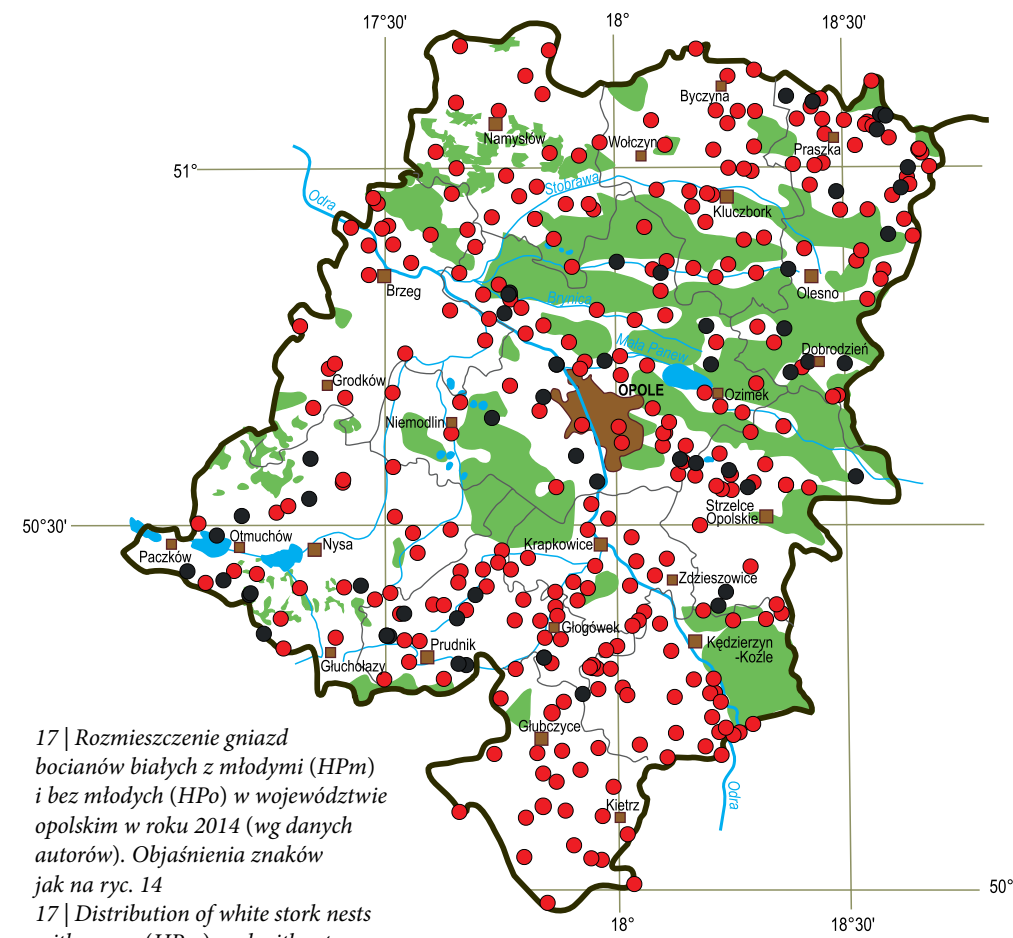 17°30'
18°
18°30'
Byczyna
Namysłów
Wołczyn
Praszka
51°
Stobrawa
Odra
Kluczbork
Brzeg
Olesno
Brynica
Mała Panew
Dobrodzień
Grodków
OPOLE
Ozimek
Niemodlin
Strzelce
Opolskie
50°30'
Otmuchów
Nysa
Paczków
Krapkowice
Zdzieszowice
Głogówek
Kędzierzyn
-Koźle
Prudnik
Głuchołazy
Głubczyce
Odra
Kietrz
50°
18°
18°30'
17 | Rozmieszczenie gniazd
bocianów białych z młodymi (HPm)
i bez młodych (HPo) w województwie
opolskim w roku 2014 (wg danych
autorów). Objaśnienia znaków
jak na ryc. 14
17 | Distribution of white stork nests